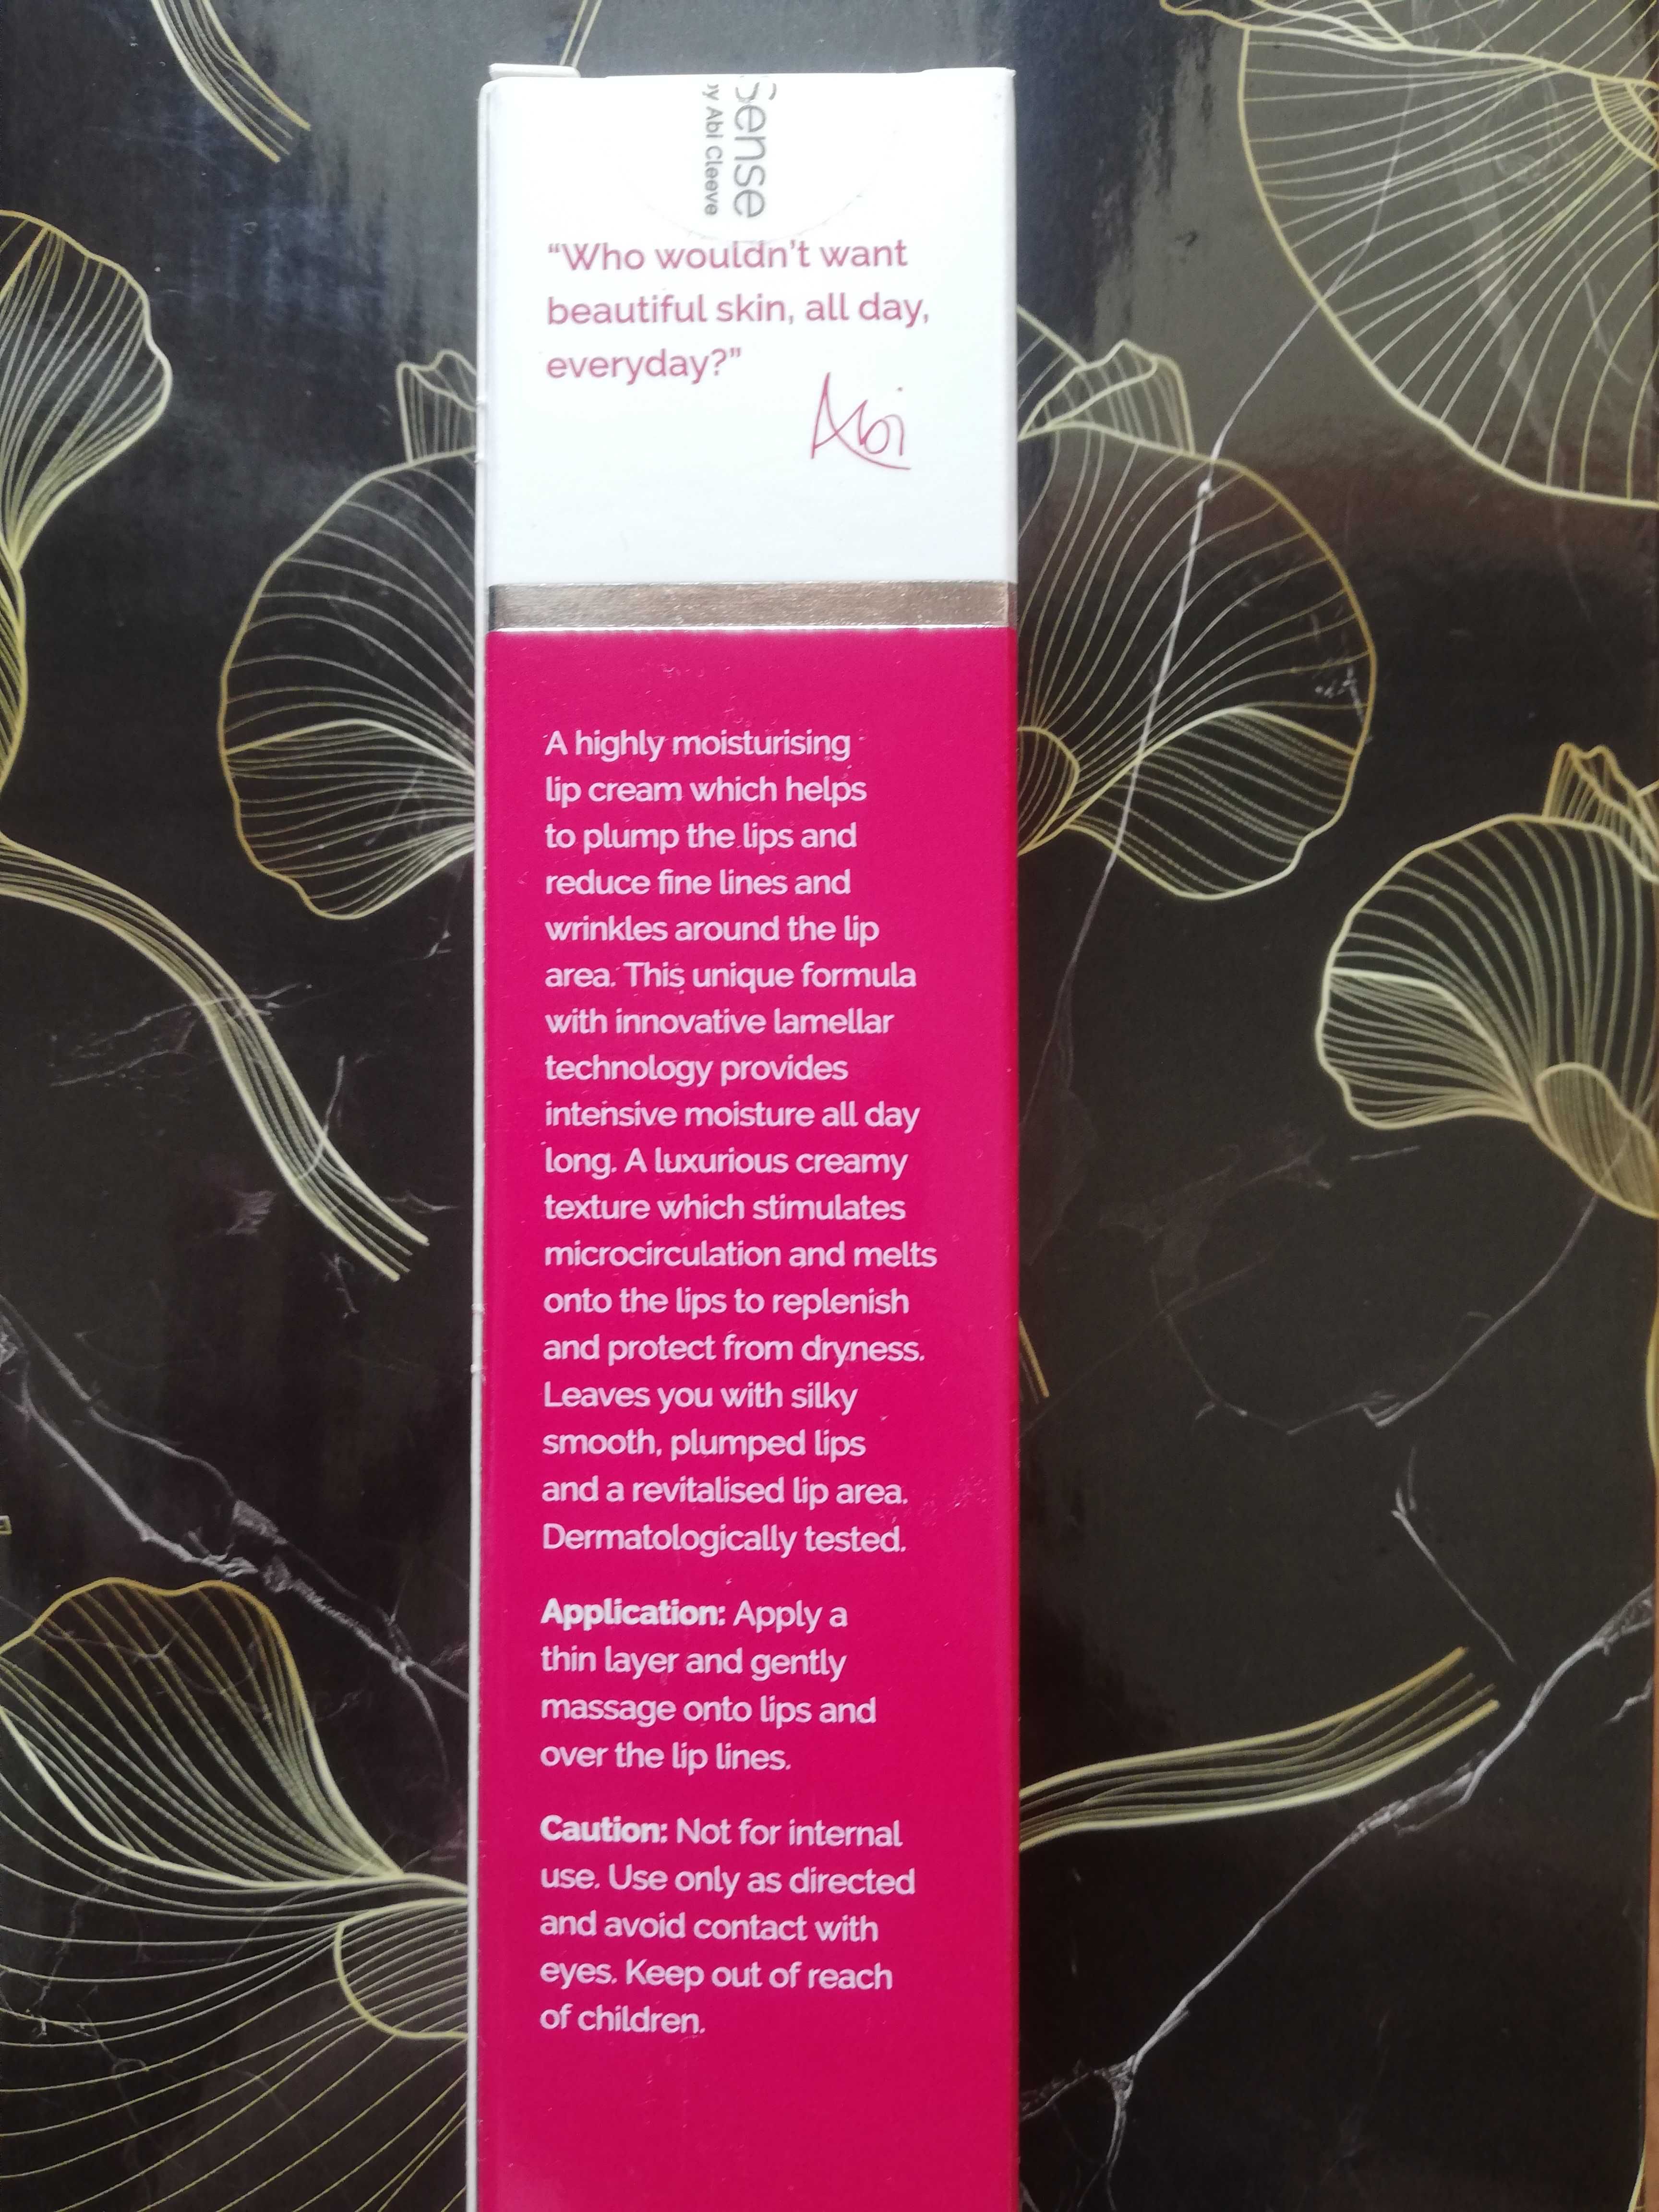 Sense
by Abi Cleeve
“Who wouldn't want
beautiful skin, all day,
everyday?”
Abi
A highly moisturising
lip cream which helps
to plump the lips and
reduce fine lines and
wrinkles around the lip
area. This unique formula
with innovative lamellar
technology provides
intensive moisture all day
long. A luxurious creamy
texture which stimulates
microcirculation and melts
onto the lips to replenish
and protect from dryness.
Leaves you with silky
smooth, plumped lips
and a revitalised lip area.
Dermatologically tested.
Application: Apply a
thin layer and gently
massage onto lips and
over the lip lines.
Caution: Not for internal
use. Use only as directed
and avoid contact with
eyes. Keep out of reach
of children.